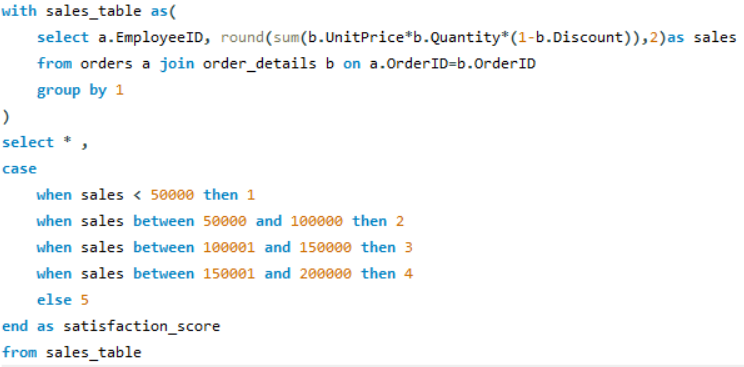 with sales_table as(
    select a.EmployeeID, round(sum(b.UnitPrice*b.Quantity*(1-b.Discount)),2)as sales
    from orders a join order_details b on a.OrderID=b.OrderID
    group by 1
)
select * ,
case
    when sales < 50000 then 1
    when sales between 50000 and 100000 then 2
    when sales between 100001 and 150000 then 3
    when sales between 150001 and 200000 then 4
    else 5
end as satisfaction_score
from sales_table